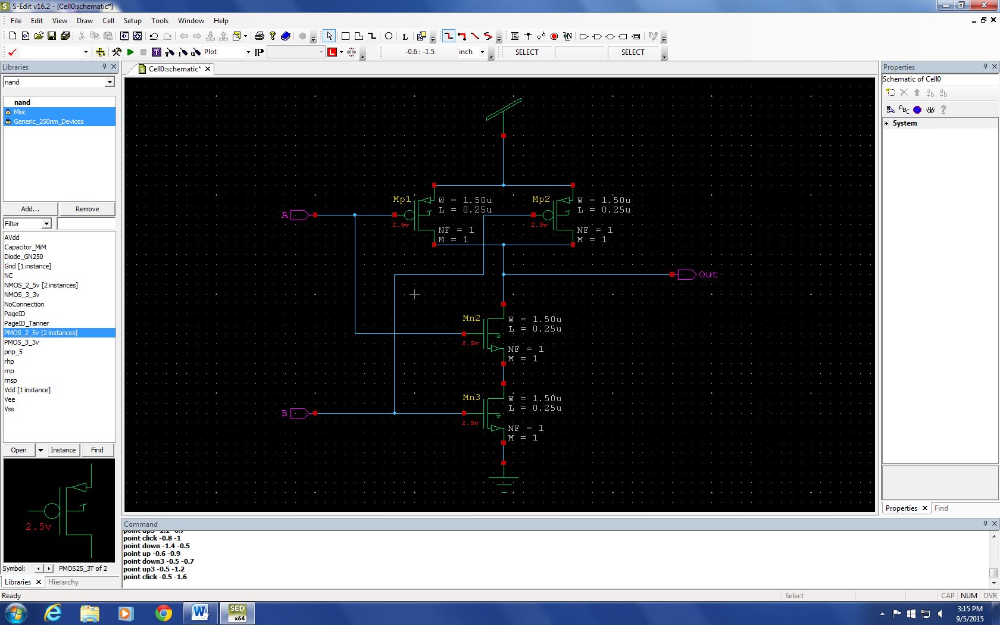 S-Edit v16.2 - [Cell0:schematic*]
File Edit View Draw Cell Setup Tools Window Help
Plot
-0.6 : -1.5 inch SELECT SELECT
Libraries
nand
nand
Misc
Generic_250nm_Devices
Add... Remove
Filter
AVdd
Capacitor_MiM
Diode_GN250
Gnd [1 instance]
NC
NMOS_2_5v [2 instances]
NMOS_3_3v
NoConnection
PageID
PageID_Tanner
PMOS_2_5v [2 instances]
PMOS_3_3v
pnp_5
rhp
rnp
rnsp
Vdd [1 instance]
Vee
Vss
Open Instance Find
2.5v
Symbol: PMOS25_3T of 2
Libraries Hierarchy
Cell0:schematic*
Mp1
W = 1.50u
L = 0.25u
2.5v
NF = 1
M = 1
Mp2
W = 1.50u
L = 0.25u
2.5v
NF = 1
M = 1
A
Out
Mn2
W = 1.50u
L = 0.25u
2.5v
NF = 1
M = 1
Mn3
W = 1.50u
L = 0.25u
B
2.5v
NF = 1
M = 1
Command
point up3 -1.1 -0.7
point click -0.8 -1
point down -1.4 -0.5
point up -0.6 -0.9
point down3 -0.5 -0.7
point up3 -0.5 -1.2
point click -0.5 -1.6
Properties
Schematic of Cell0
System
Properties Find
Ready Select CAP NUM OVR
SED
x64
3:15 PM
9/5/2015